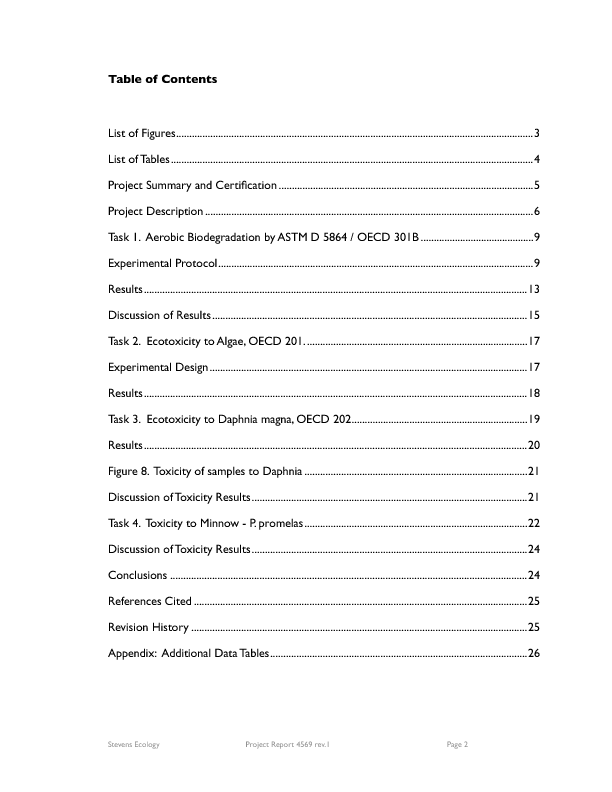 Table of Contents
List of Figures 3
List of Tables 4
Project Summary and Certification 5
Project Description 6
Task 1. Aerobic Biodegradation by ASTM D 5864 / OECD 301B 9
Experimental Protocol 9
Results 13
Discussion of Results 15
Task 2. Ecotoxicity to Algae, OECD 201. 17
Experimental Design 17
Results 18
Task 3. Ecotoxicity to Daphnia magna, OECD 202 19
Results 20
Figure 8. Toxicity of samples to Daphnia 21
Discussion of Toxicity Results 21
Task 4. Toxicity to Minnow - P. promelas 22
Discussion of Toxicity Results 24
Conclusions 24
References Cited 25
Revision History 25
Appendix: Additional Data Tables 26
Stevens Ecology Project Report 4569 rev.1 Page 2